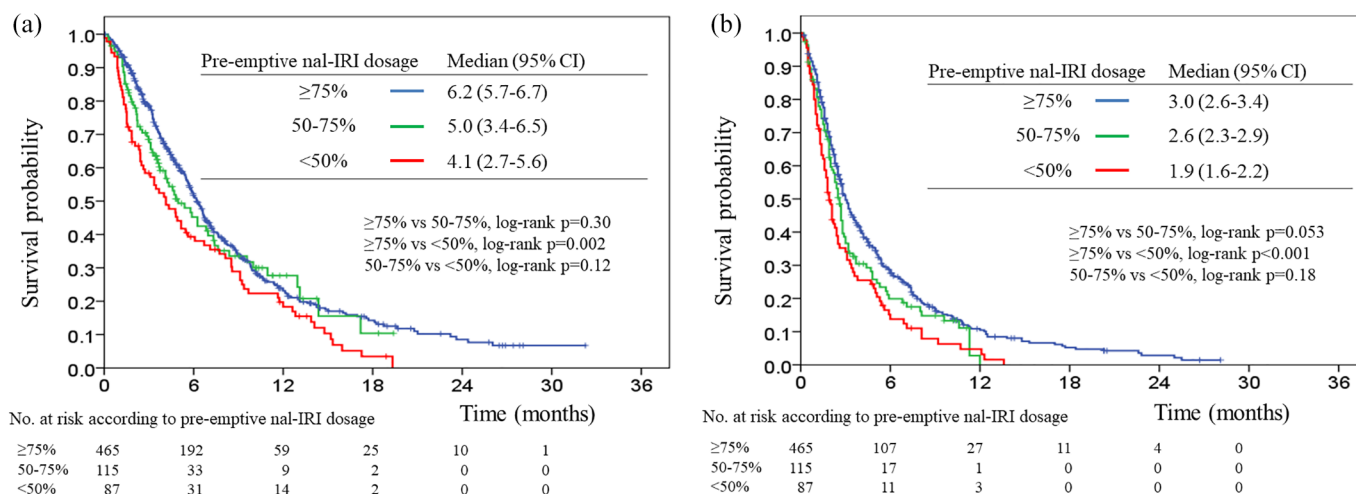 (a)
Pre-emptive nal-IRI dosage Median (95% CI)
≥75% 6.2 (5.7-6.7)
50-75% 5.0 (3.4-6.5)
<50% 4.1 (2.7-5.6)
≥75% vs 50-75%, log-rank p=0.30
≥75% vs <50%, log-rank p=0.002
50-75% vs <50%, log-rank p=0.12
Survival probability
1.0
0.9
0.8
0.7
0.6
0.5
0.4
0.3
0.2
0.1
0.0
0 6 12 18 24 30 36
Time (months)
No. at risk according to pre-emptive nal-IRI dosage
≥75% 465 192 59 25 10 1
50-75% 115 33 9 2 0 0
<50% 87 31 14 2 0 0
(b)
Pre-emptive nal-IRI dosage Median (95% CI)
≥75% 3.0 (2.6-3.4)
50-75% 2.6 (2.3-2.9)
<50% 1.9 (1.6-2.2)
≥75% vs 50-75%, log-rank p=0.053
≥75% vs <50%, log-rank p<0.001
50-75% vs <50%, log-rank p=0.18
Survival probability
1.0
0.9
0.8
0.7
0.6
0.5
0.4
0.3
0.2
0.1
0.0
0 6 12 18 24 30 36
Time (months)
No. at risk according to pre-emptive nal-IRI dosage
≥75% 465 107 27 11 4 0
50-75% 115 17 1 0 0 0
<50% 87 11 3 0 0 0